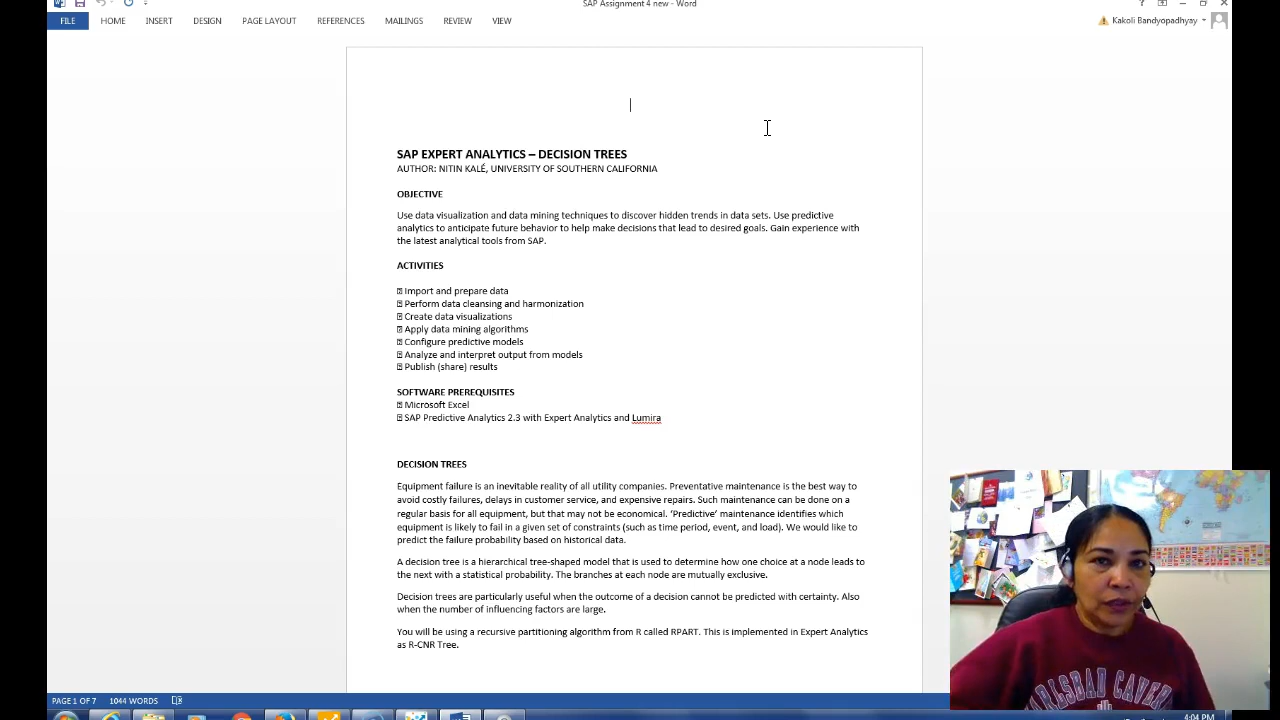 SAP Assignment 4 new - Word
FILE HOME INSERT DESIGN PAGE LAYOUT REFERENCES MAILINGS REVIEW VIEW
Kakoli Bandyopadhyay
SAP EXPERT ANALYTICS – DECISION TREES
AUTHOR: NITIN KALÉ, UNIVERSITY OF SOUTHERN CALIFORNIA
OBJECTIVE
Use data visualization and data mining techniques to discover hidden trends in data sets. Use predictive
analytics to anticipate future behavior to help make decisions that lead to desired goals. Gain experience with
the latest analytical tools from SAP.
ACTIVITIES
Import and prepare data
Perform data cleansing and harmonization
Create data visualizations
Apply data mining algorithms
Configure predictive models
Analyze and interpret output from models
Publish (share) results
SOFTWARE PREREQUISITES
Microsoft Excel
SAP Predictive Analytics 2.3 with Expert Analytics and Lumira
DECISION TREES
Equipment failure is an inevitable reality of all utility companies. Preventative maintenance is the best way to
avoid costly failures, delays in customer service, and expensive repairs. Such maintenance can be done on a
regular basis for all equipment, but that may not be economical. ‘Predictive’ maintenance identifies which
equipment is likely to fail in a given set of constraints (such as time period, event, and load). We would like to
predict the failure probability based on historical data.
A decision tree is a hierarchical tree-shaped model that is used to determine how one choice at a node leads to
the next with a statistical probability. The branches at each node are mutually exclusive.
Decision trees are particularly useful when the outcome of a decision cannot be predicted with certainty. Also
when the number of influencing factors are large.
You will be using a recursive partitioning algorithm from R called RPART. This is implemented in Expert Analytics
as R-CNR Tree.
PAGE 1 OF 7 1044 WORDS
4:04 PM